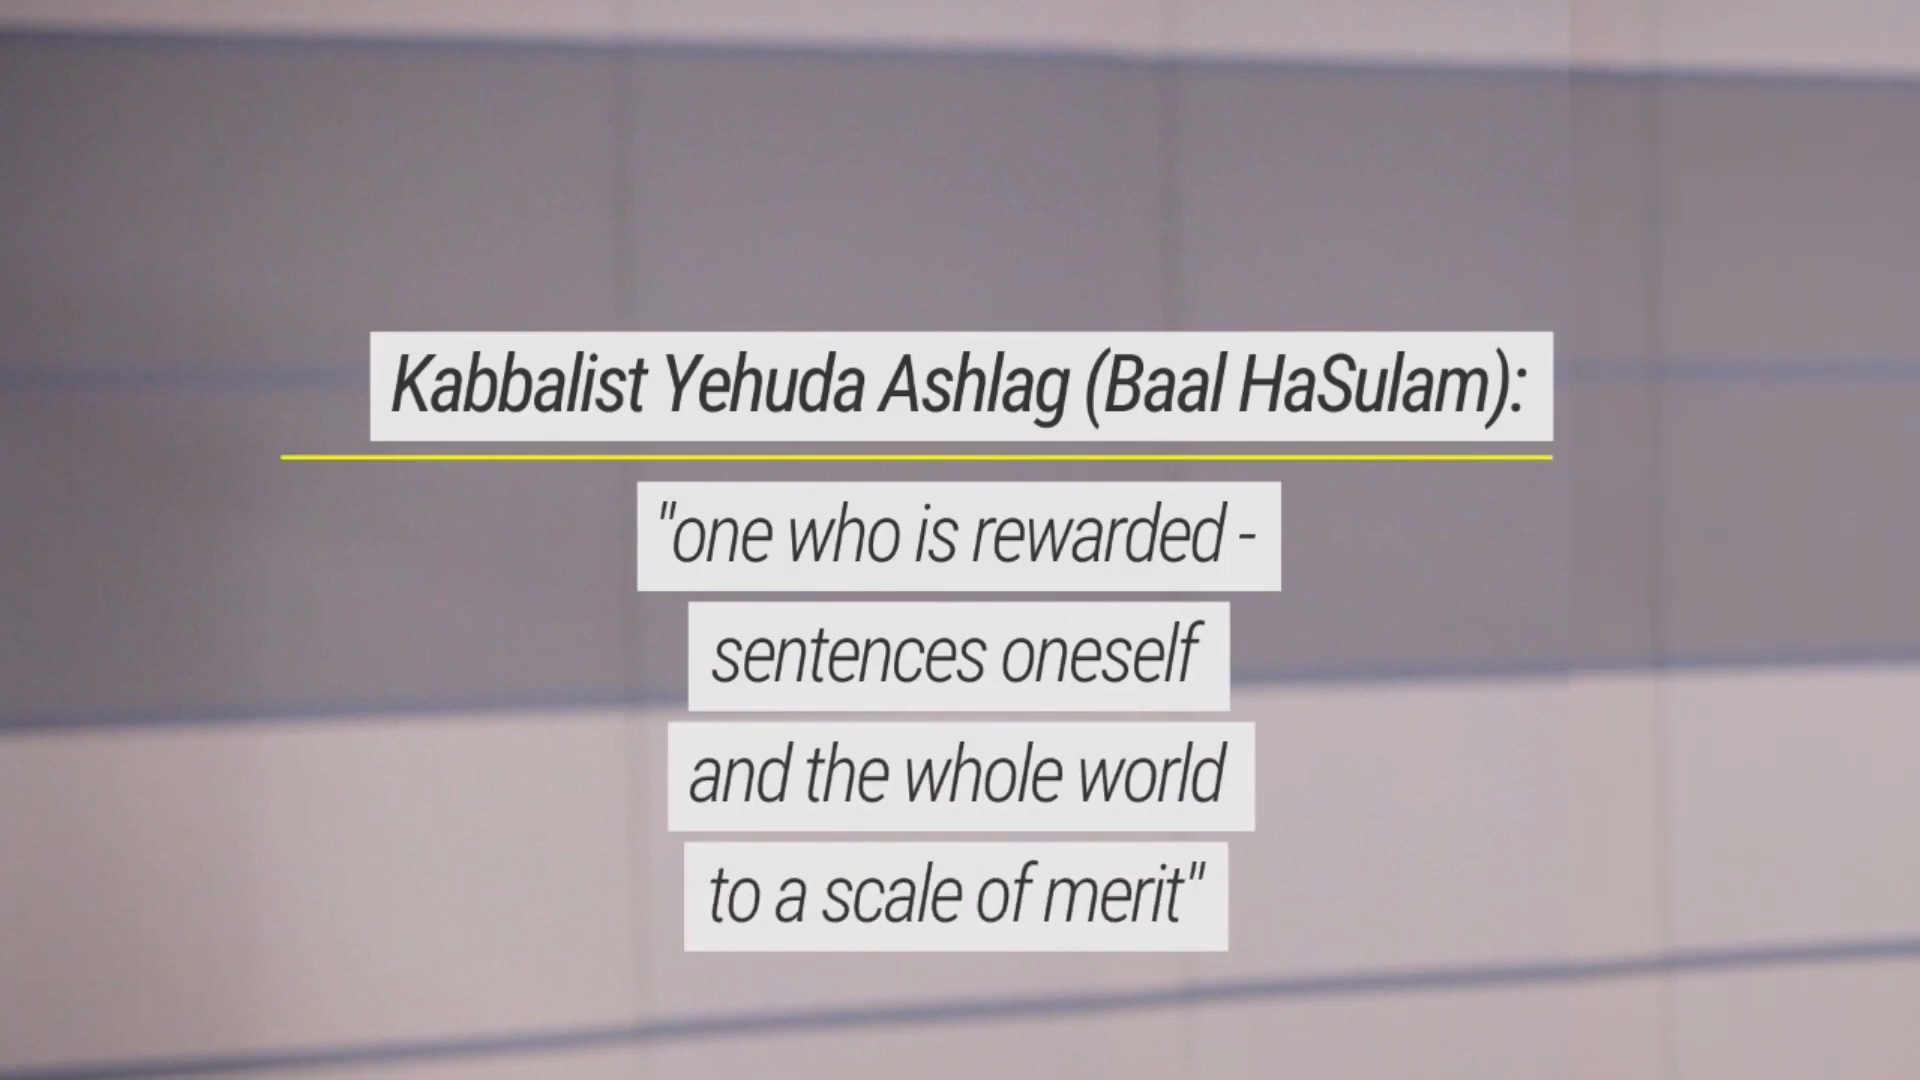 Kabbalist Yehuda Ashlag (Baal HaSulam):
"one who is rewarded -
sentences oneself
and the whole world
to a scale of merit"